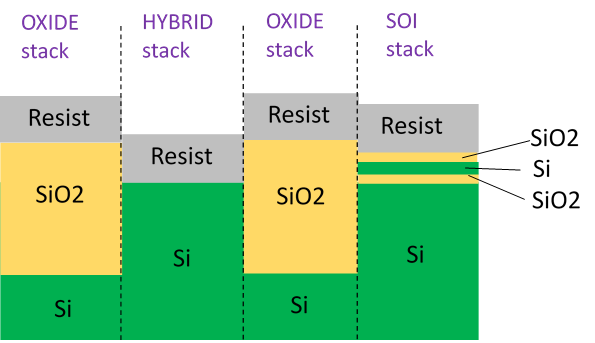 OXIDE
stack
HYBRID
stack
OXIDE
stack
SOI
stack
Resist
Resist
Resist
Resist
SiO2
Si
SiO2
SiO2
SiO2
Si
Si
Si
Si